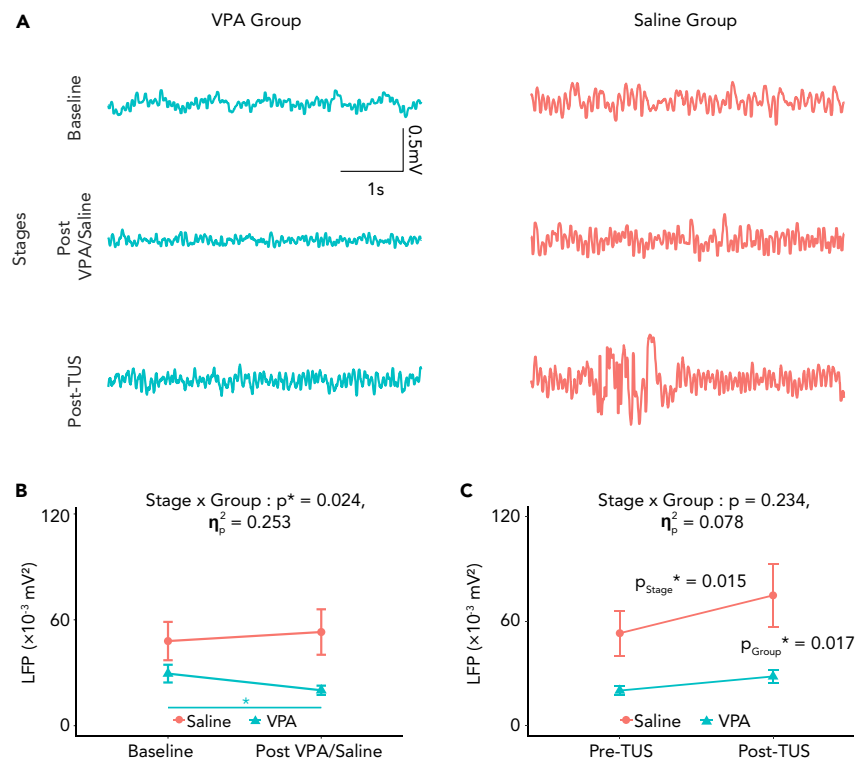 A
VPA Group
Saline Group
Stages
Baseline
0.5mV
1s
Post
VPA/Saline
Post-TUS
B
Stage x Group : p* = 0.024,
η²ₚ = 0.253
LFP (×10⁻³ mV²)
120
60
0
*
Saline
VPA
Baseline
Post VPA/Saline
C
Stage x Group : p = 0.234,
η²ₚ = 0.078
LFP (×10⁻³ mV²)
120
60
0
p_Stage* = 0.015
p_Group* = 0.017
Saline
VPA
Pre-TUS
Post-TUS